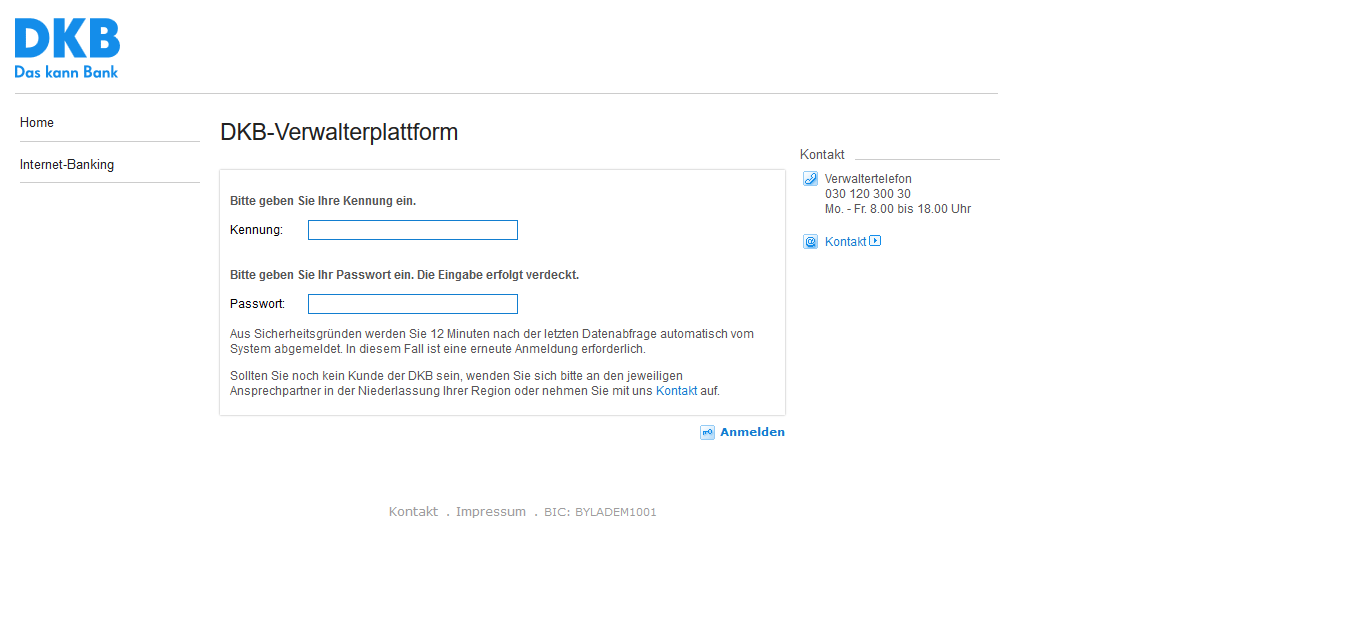 DKB
Das kann Bank
Home
Internet-Banking
DKB-Verwalterplattform
Bitte geben Sie Ihre Kennung ein.
Kennung:
Bitte geben Sie Ihr Passwort ein. Die Eingabe erfolgt verdeckt.
Passwort:
Aus Sicherheitsgründen werden Sie 12 Minuten nach der letzten Datenabfrage automatisch vom
System abgemeldet. In diesem Fall ist eine erneute Anmeldung erforderlich.
Sollten Sie noch kein Kunde der DKB sein, wenden Sie sich bitte an den jeweiligen
Ansprechpartner in der Niederlassung Ihrer Region oder nehmen Sie mit uns Kontakt auf.
Anmelden
Kontakt
Verwaltertelefon
030 120 300 30
Mo. - Fr. 8.00 bis 18.00 Uhr
@ Kontakt
Kontakt . Impressum . BIC: BYLADEM1001